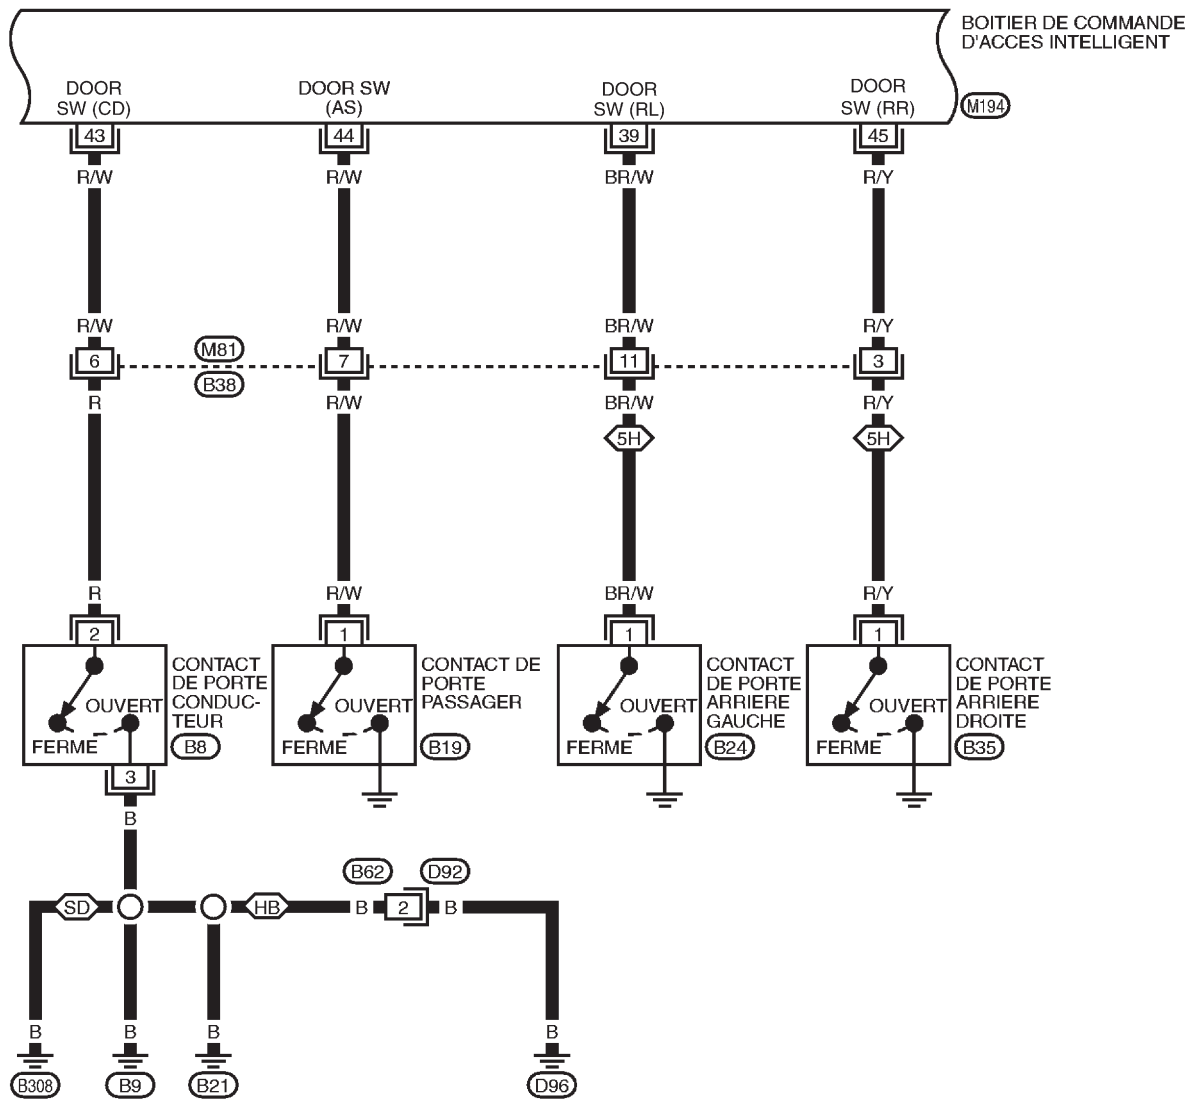 BOITIER DE COMMANDE
D'ACCES INTELLIGENT
M194
DOOR
SW (CD)
DOOR SW
(AS)
DOOR
SW (RL)
DOOR
SW (RR)
43
44
39
45
R/W
R/W
BR/W
R/Y
R/W
R/W
BR/W
R/Y
6
M81
7
11
3
B38
R
R/W
BR/W
R/Y
5H
5H
R
R/W
BR/W
R/Y
2
1
1
1
CONTACT
DE PORTE
CONDUC-
TEUR
B8
OUVERT
FERME
CONTACT DE
PORTE
PASSAGER
B19
OUVERT
FERME
CONTACT
DE PORTE
ARRIERE
GAUCHE
B24
OUVERT
FERME
CONTACT
DE PORTE
ARRIERE
DROITE
B35
OUVERT
FERME
3
B
B62
D92
SD
HB
B
2
B
B
B
B
B
B308
B9
B21
D96